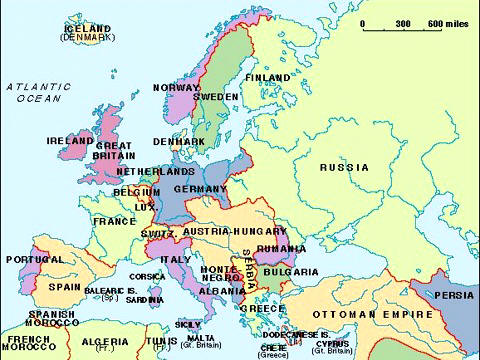 ICELAND
(DENMARK)
0 300 600 miles
ATLANTIC
OCEAN
NORWAY
SWEDEN
FINLAND
IRELAND
GREAT
BRITAIN
DENMARK
RUSSIA
NETHERLANDS
BELGIUM
GERMANY
LUX.
FRANCE
SWITZ.
AUSTRIA-HUNGARY
RUMANIA
PORTUGAL
SPAIN
ITALY
CORSICA
MONTE-
NEGRO
SERBIA
BULGARIA
ALBANIA
BALEARIC IS.
(Sp.)
SARDINIA
PERSIA
GREECE
OTTOMAN EMPIRE
SPANISH
MOROCCO
SICILY
FRENCH
MOROCCO
ALGERIA
(Fr.)
TUNIS
(Fr.)
MALTA
(Gt. Britain)
DODECANESE IS.
(Italy)
CRETE
(Greece)
CYPRUS
(Gt. Britain)